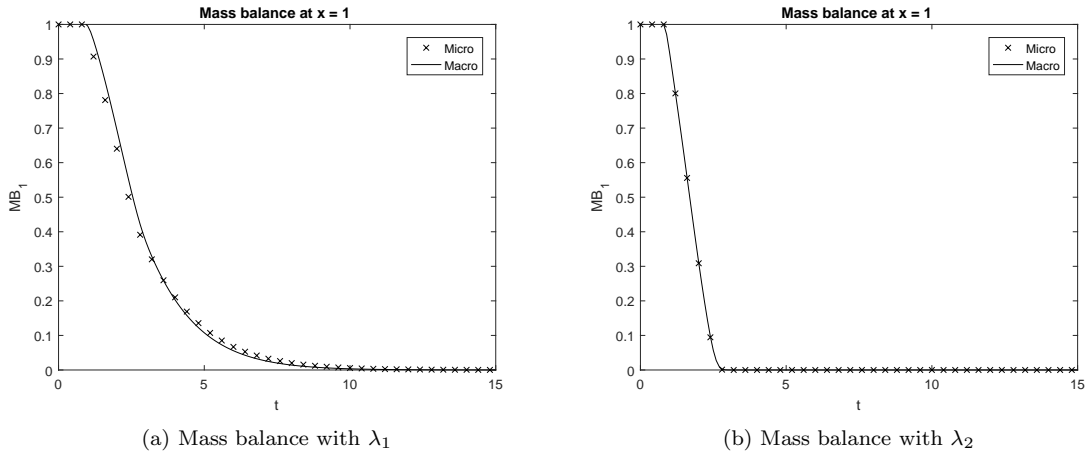 Mass balance at x = 1
1
0.9
0.8
0.7
0.6
0.5
0.4
0.3
0.2
0.1
0
MB1
0 5 10 15
t
Micro
Macro
(a) Mass balance with λ1
Mass balance at x = 1
1
0.9
0.8
0.7
0.6
0.5
0.4
0.3
0.2
0.1
0
MB1
0 5 10 15
t
Micro
Macro
(b) Mass balance with λ2